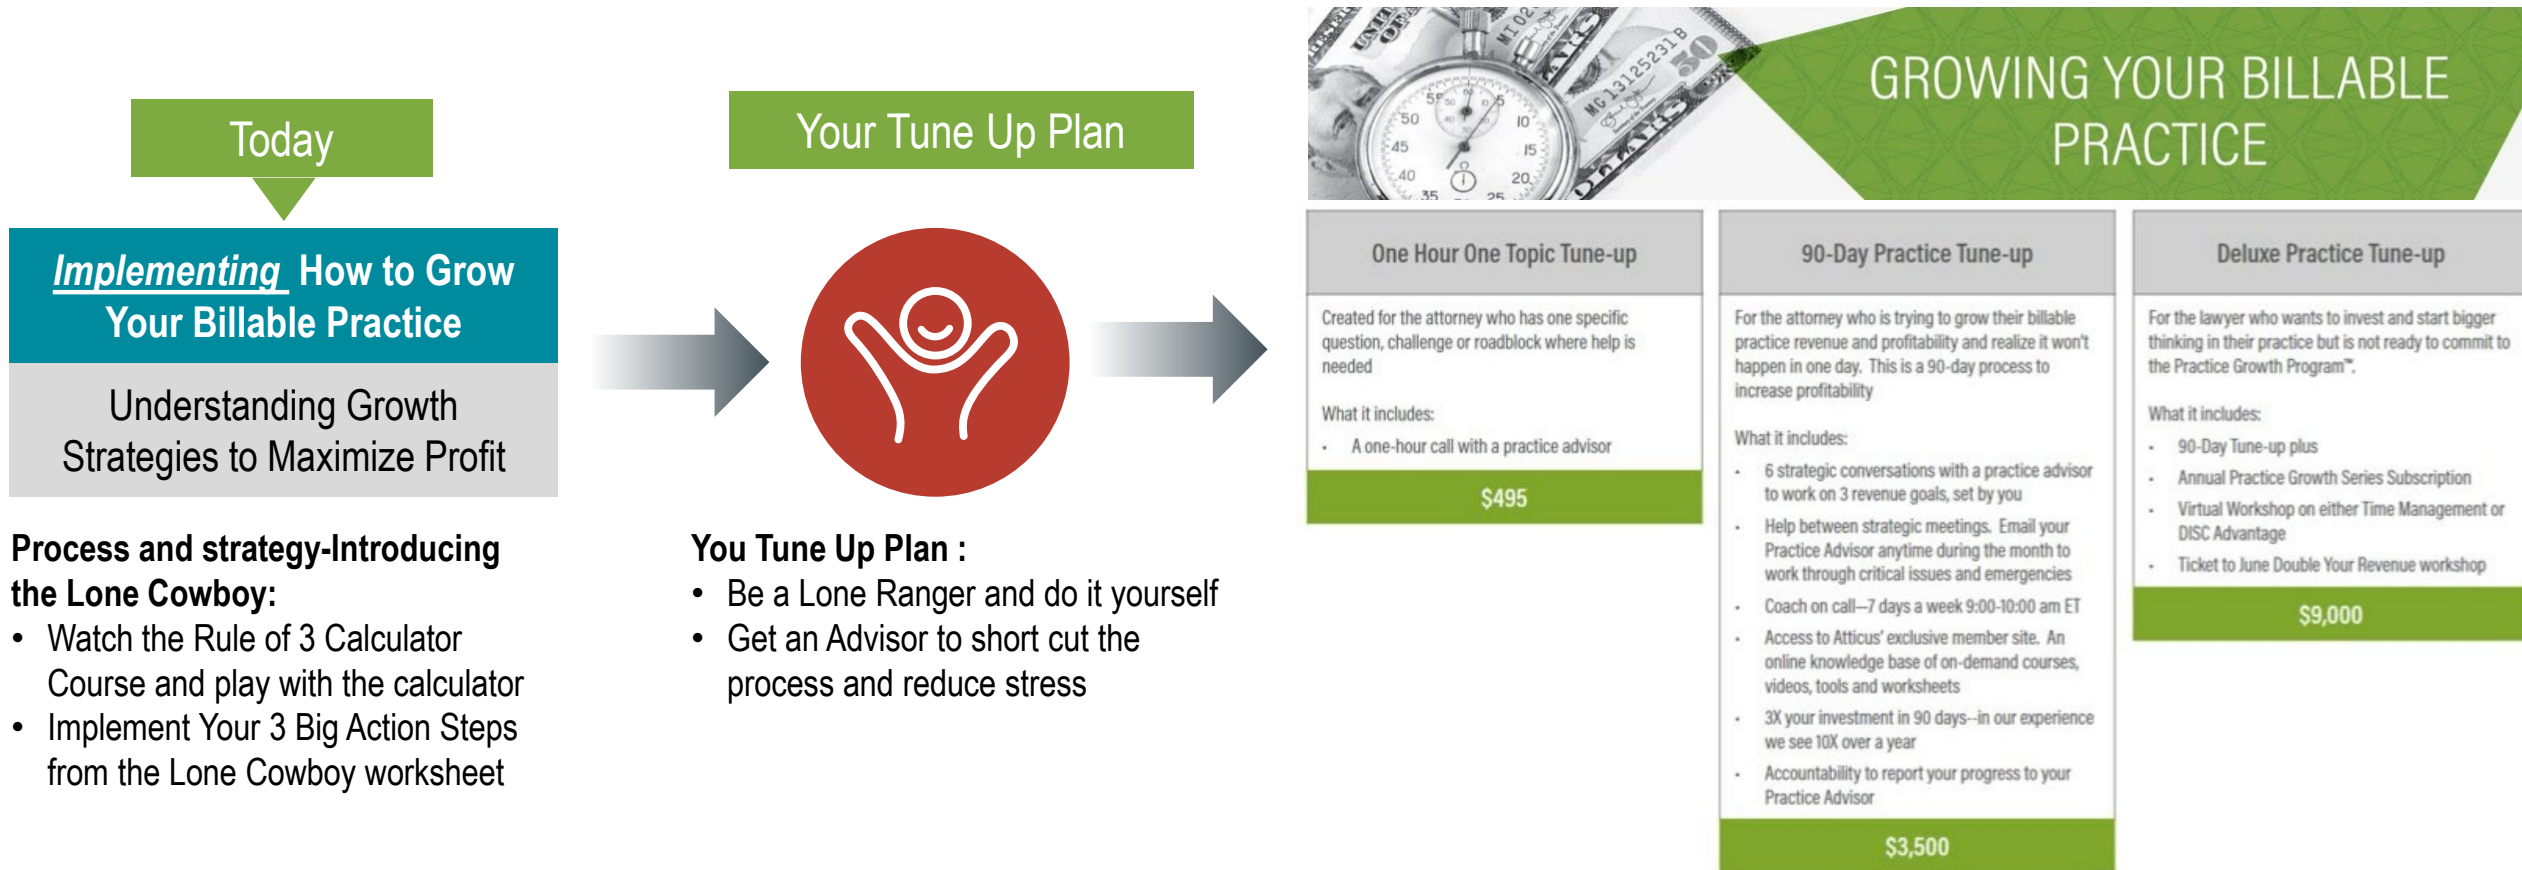 Today
Implementing How to Grow
Your Billable Practice
Understanding Growth
Strategies to Maximize Profit
Process and strategy-Introducing
the Lone Cowboy:
• Watch the Rule of 3 Calculator
Course and play with the calculator
• Implement Your 3 Big Action Steps
from the Lone Cowboy worksheet
Your Tune Up Plan
You Tune Up Plan :
• Be a Lone Ranger and do it yourself
• Get an Advisor to short cut the
process and reduce stress
UNIT
OF
MG 13125231B
50
55
5
50
10
45
15
40
20
35
25
GROWING YOUR BILLABLE
PRACTICE
One Hour One Topic Tune-up
Created for the attorney who has one specific
question, challenge or roadblock where help is
needed
What it includes:
• A one-hour call with a practice advisor
$495
90-Day Practice Tune-up
For the attorney who is trying to grow their billable
practice revenue and profitability and realize it won't
happen in one day. This is a 90-day process to
increase profitability
What it includes:
• 6 strategic conversations with a practice advisor
to work on 3 revenue goals, set by you
• Help between strategic meetings. Email your
Practice Advisor anytime during the month to
work through critical issues and emergencies
• Coach on call—7 days a week 9:00-10:00 am ET
• Access to Atticus' exclusive member site. An
online knowledge base of on-demand courses,
videos, tools and worksheets
• 3X your investment in 90 days--in our experience
we see 10X over a year
• Accountability to report your progress to your
Practice Advisor
$3,500
Deluxe Practice Tune-up
For the lawyer who wants to invest and start bigger
thinking in their practice but is not ready to commit to
the Practice Growth Program™.
What it includes:
• 90-Day Tune-up plus
• Annual Practice Growth Series Subscription
• Virtual Workshop on either Time Management or
DISC Advantage
• Ticket to June Double Your Revenue workshop
$9,000